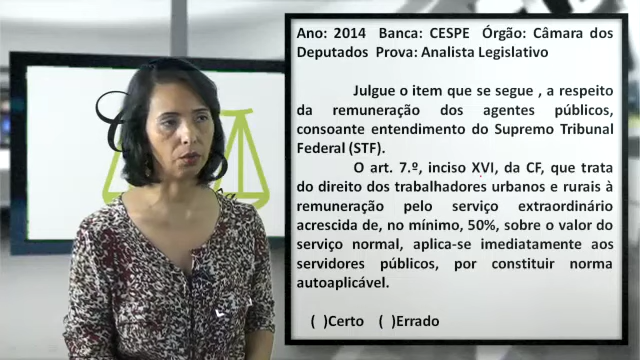 Ano: 2014 Banca: CESPE Órgão: Câmara dos
Deputados Prova: Analista Legislativo
Julgue o item que se segue , a respeito
da remuneração dos agentes públicos,
consoante entendimento do Supremo Tribunal
Federal (STF).
O art. 7.º, inciso XVI, da CF, que trata
do direito dos trabalhadores urbanos e rurais à
remuneração pelo serviço extraordinário
acrescida de, no mínimo, 50%, sobre o valor do
serviço normal, aplica-se imediatamente aos
servidores públicos, por constituir norma
autoaplicável.
( )Certo ( )Errado